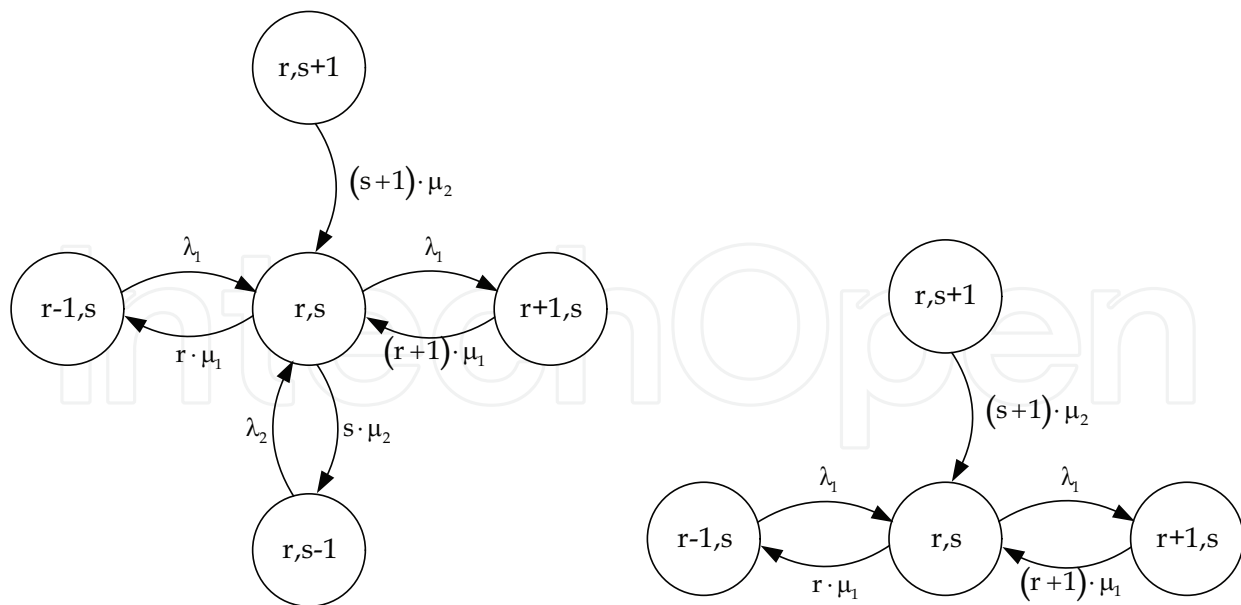 r,s+1
(s+1)·μ₂
λ₁
λ₁
r-1,s
r,s
r+1,s
r·μ₁
(r+1)·μ₁
λ₂
s·μ₂
r,s-1
r,s+1
(s+1)·μ₂
λ₁
λ₁
r-1,s
r,s
r+1,s
r·μ₁
(r+1)·μ₁
IntechOpen